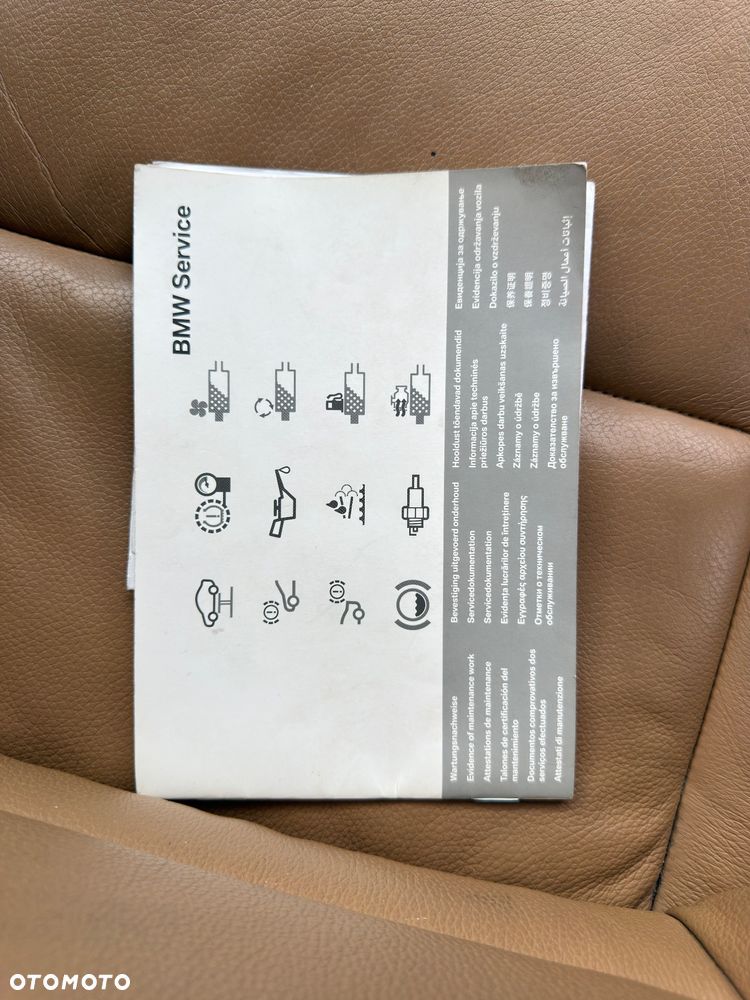 BMW Service
Wartungsnachweise
Evidence of maintenance work
Attestations de maintenance
Talones de certificación del
mantenimiento
Documentos comprovativos dos
serviços efectuados
Attestati di manutenzione
Bevestiging uitgevoerd onderhoud
Servicedokumentation
Servicedokumentation
Evidența lucrărilor de întreținere
Εγγραφές αρχείου συντήρησης
Отметки о техническом
обслуживании
Hooldust tõendavad dokumendid
Informacija apie techninės
priežiūros darbus
Apkopes darbu veikšanas uzskaite
Záznamy o údržbě
Záznamy o údržbe
Доказателство за извършено
обслужване
Евиденција за одржување
Evidencija održavanja vozila
Dokazilo o vzdrževanju
保养证明
保養證明
정비증명
إثباتات أعمال الصيانة
OTOMOTO